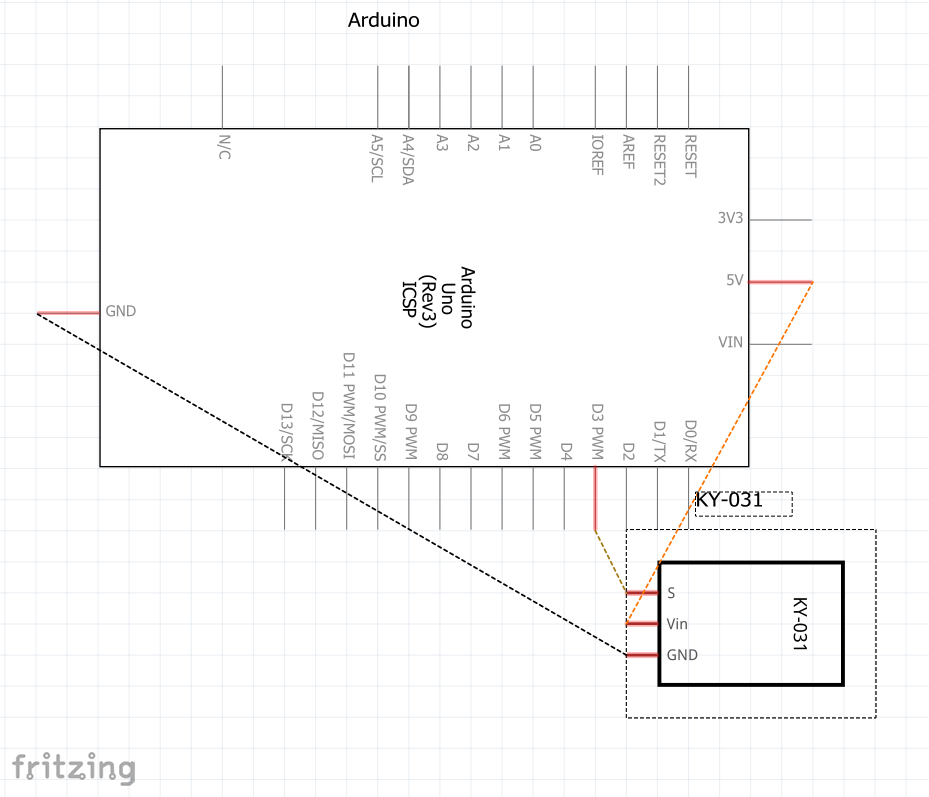 Arduino
N/C
A5/SCL
A4/SDA
A3
A2
A1
A0
IOREF
AREF
RESET2
RESET
3V3
5V
VIN
GND
Arduino
Uno
(Rev3)
ICSP
D13/SCK
D12/MISO
D11 PWM/MOSI
D10 PWM/SS
D9 PWM
D8
D7
D6 PWM
D5 PWM
D4
D3 PWM
D2
D1/TX
D0/RX
KY-031
S
Vin
GND
KY-031
fritzing